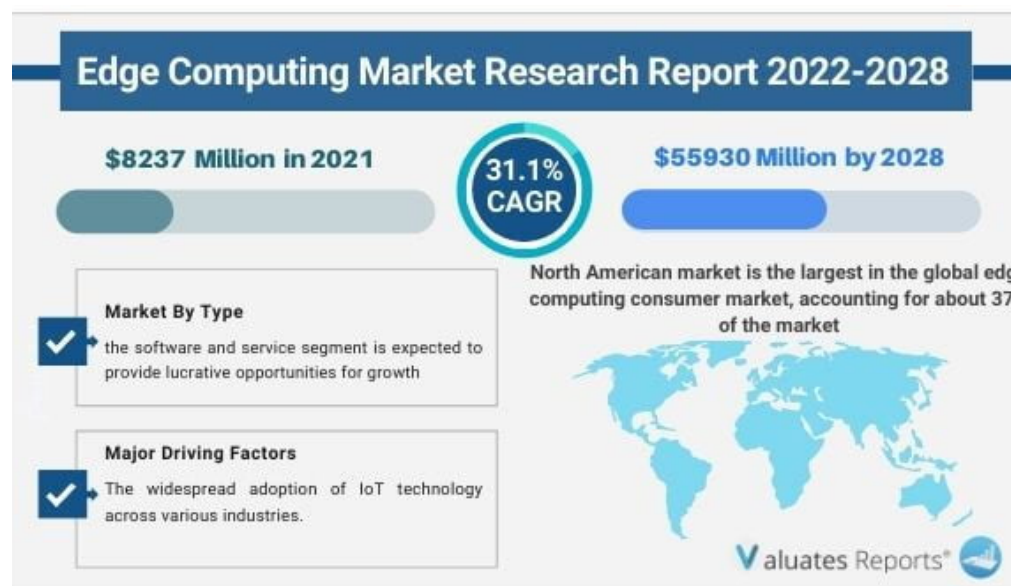 Edge Computing Market Research Report 2022-2028
$8237 Million in 2021
31.1%
CAGR
$55930 Million by 2028
North American market is the largest in the global edg
computing consumer market, accounting for about 37
of the market
Market By Type
the software and service segment is expected to
provide lucrative opportunities for growth
Major Driving Factors
The widespread adoption of IoT technology
across various industries.
Valuates Reports®